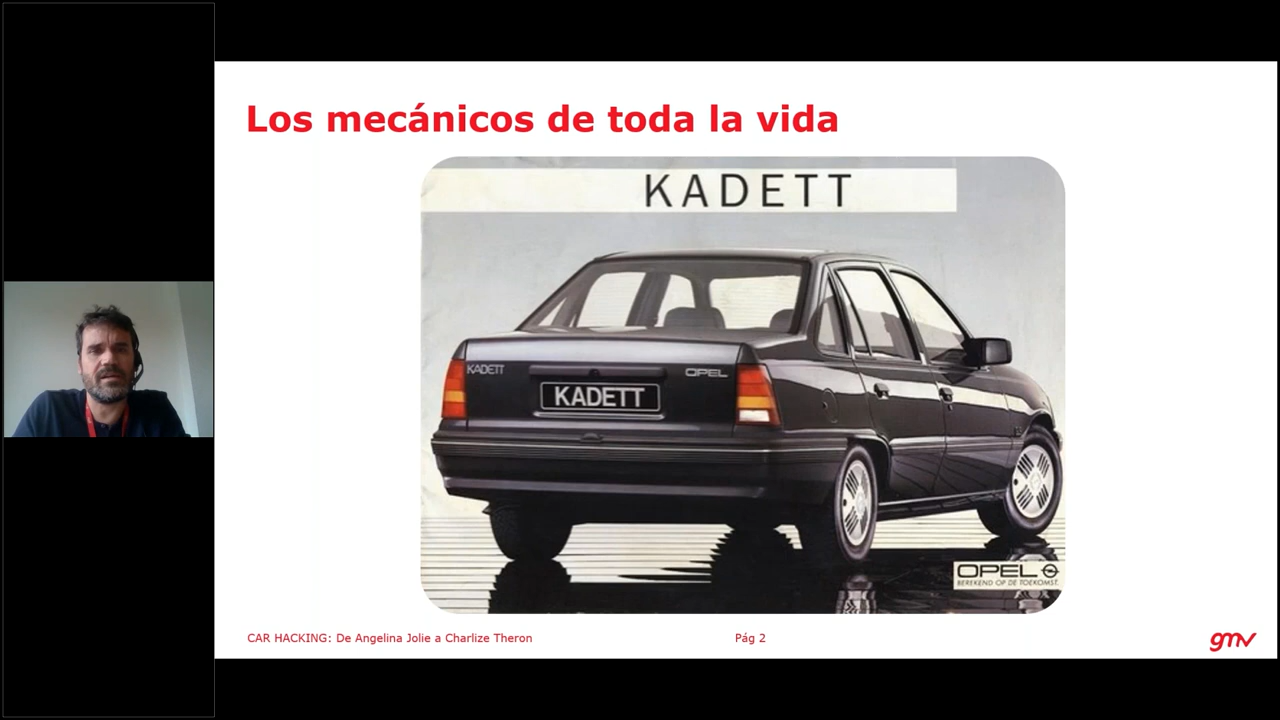 Los mecánicos de toda la vida
KADETT
KADETT
OPEL
KADETT
OPEL
BEREKEND OP DE TOEKOMST.
CAR HACKING: De Angelina Jolie a Charlize Theron
Pág 2
gmv